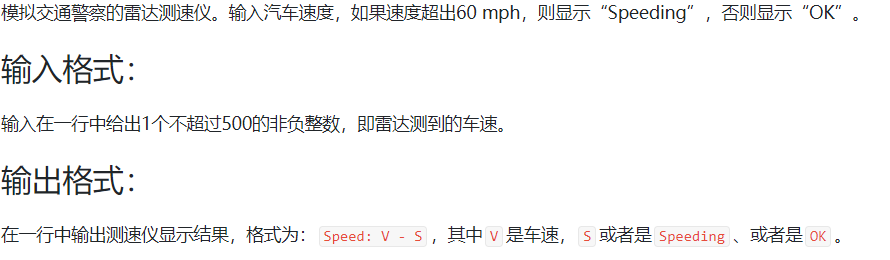 模拟交通警察的雷达测速仪。输入汽车速度，如果速度超出60 mph，则显示“Speeding”，否则显示“OK”。
输入格式：
输入在一行中给出1个不超过500的非负整数，即雷达测到的车速。
输出格式：
在一行中输出测速仪显示结果，格式为： Speed: V - S ，其中 V 是车速， S 或者是 Speeding 、或者是 OK 。